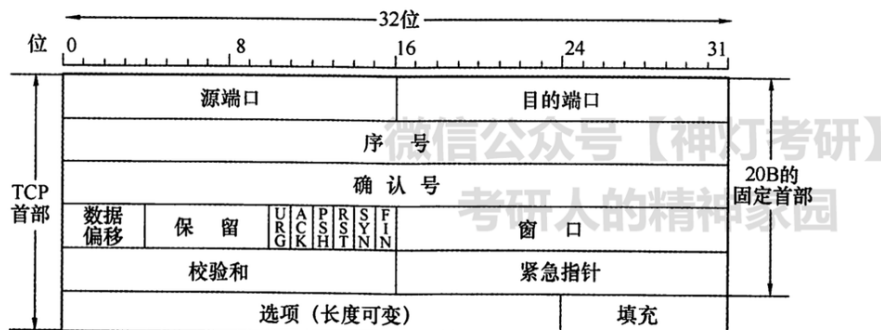 32位
位 0 8 16 24 31
源端口 目的端口
微信公众号【神灯考研】
序 号
确 认 号
TCP
首部
20B的
固定首部
考研人的精神家园
数据
偏移
保 留
URG
ACK
PSH
RST
SYN
FIN
窗 口
校验和 紧急指针
选项（长度可变） 填充